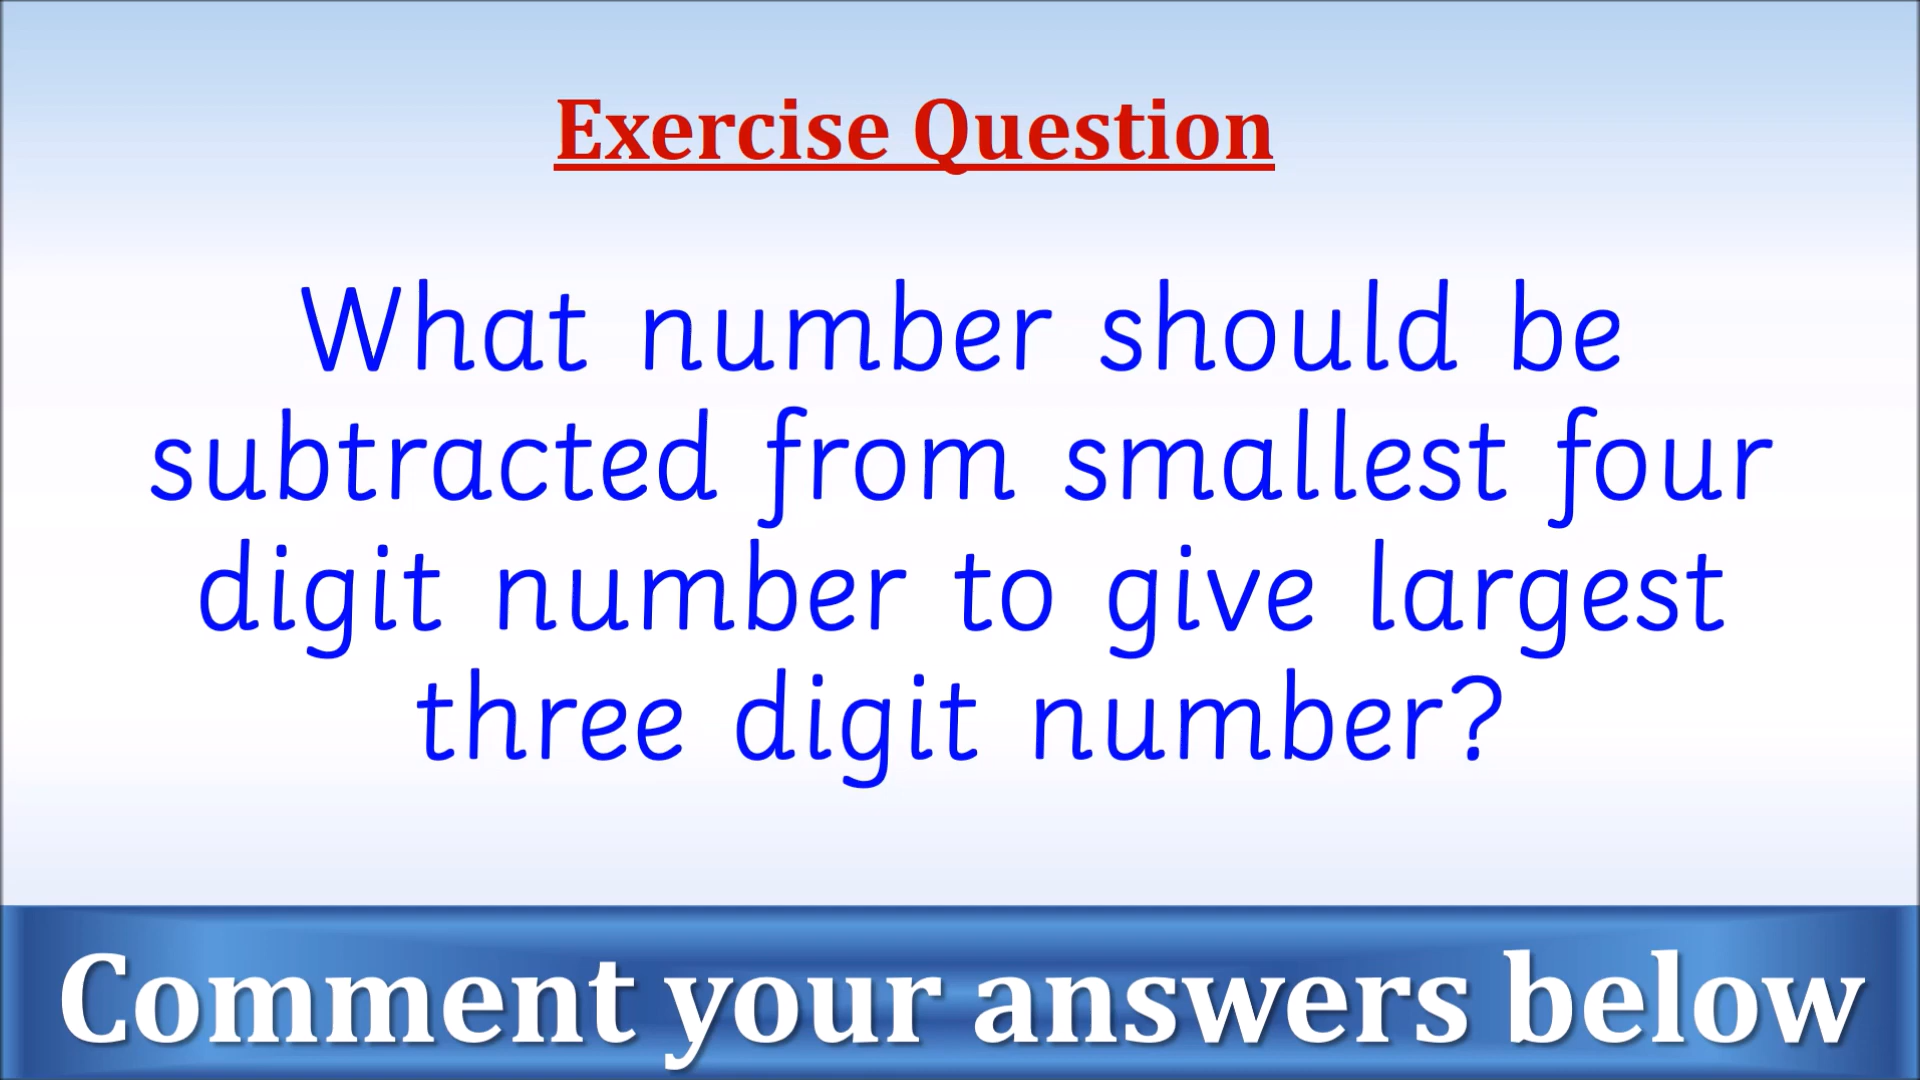 Exercise Question
What number should be
subtracted from smallest four
digit number to give largest
three digit number?
Comment your answers below